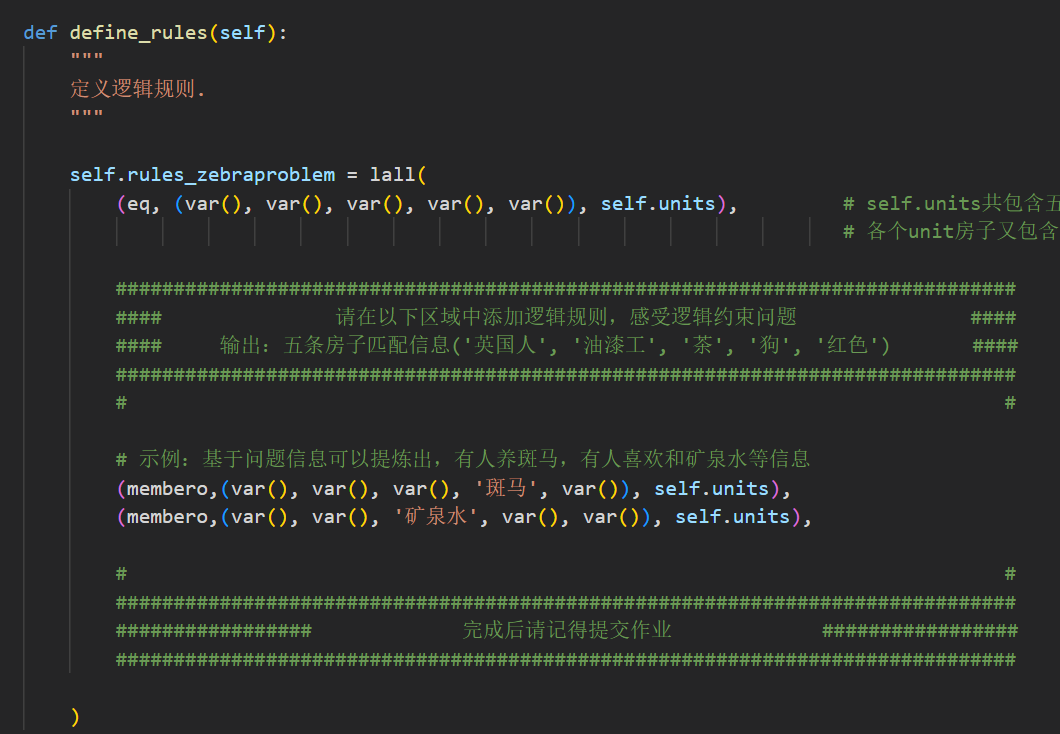 def define_rules(self):
"""
定义逻辑规则.
"""
self.rules_zebraproblem = lall(
(eq, (var(), var(), var(), var(), var()), self.units), # self.units共包含五
# 各个unit房子又包含
##############################################################################
#### 请在以下区域中添加逻辑规则，感受逻辑约束问题 ####
#### 输出：五条房子匹配信息('英国人', '油漆工', '茶', '狗', '红色') ####
##############################################################################
# #
# 示例：基于问题信息可以提炼出，有人养斑马，有人喜欢和矿泉水等信息
(membero,(var(), var(), var(), '斑马', var()), self.units),
(membero,(var(), var(), '矿泉水', var(), var()), self.units),
# #
##############################################################################
################# 完成后请记得提交作业 #################
##############################################################################
)